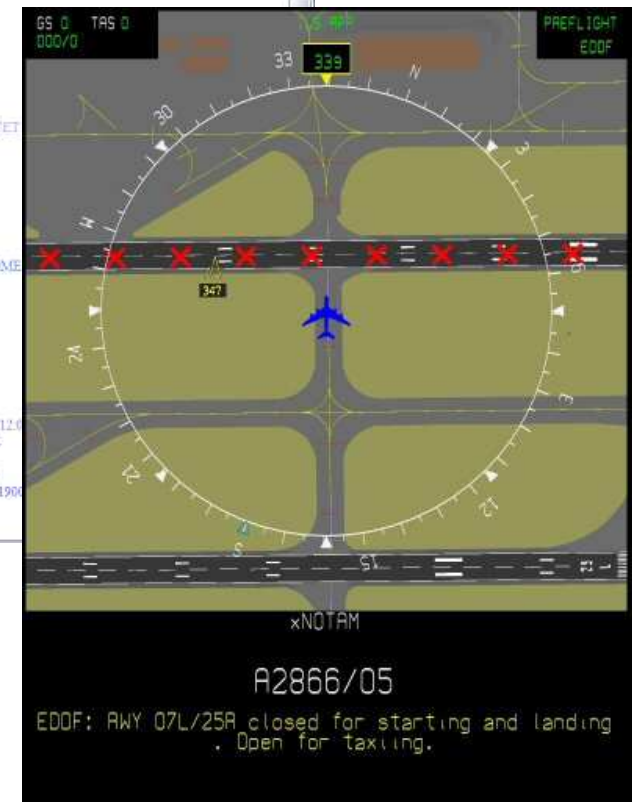 GS 0 TAS 0
000/0
PREFLIGHT
EDDF
33
339
N
30
3
W
347
24
E
21
12
S
15
25
L
xNOTAM
A2866/05
EDDF: RWY 07L/25R closed for starting and landing
. Open for taxiing.